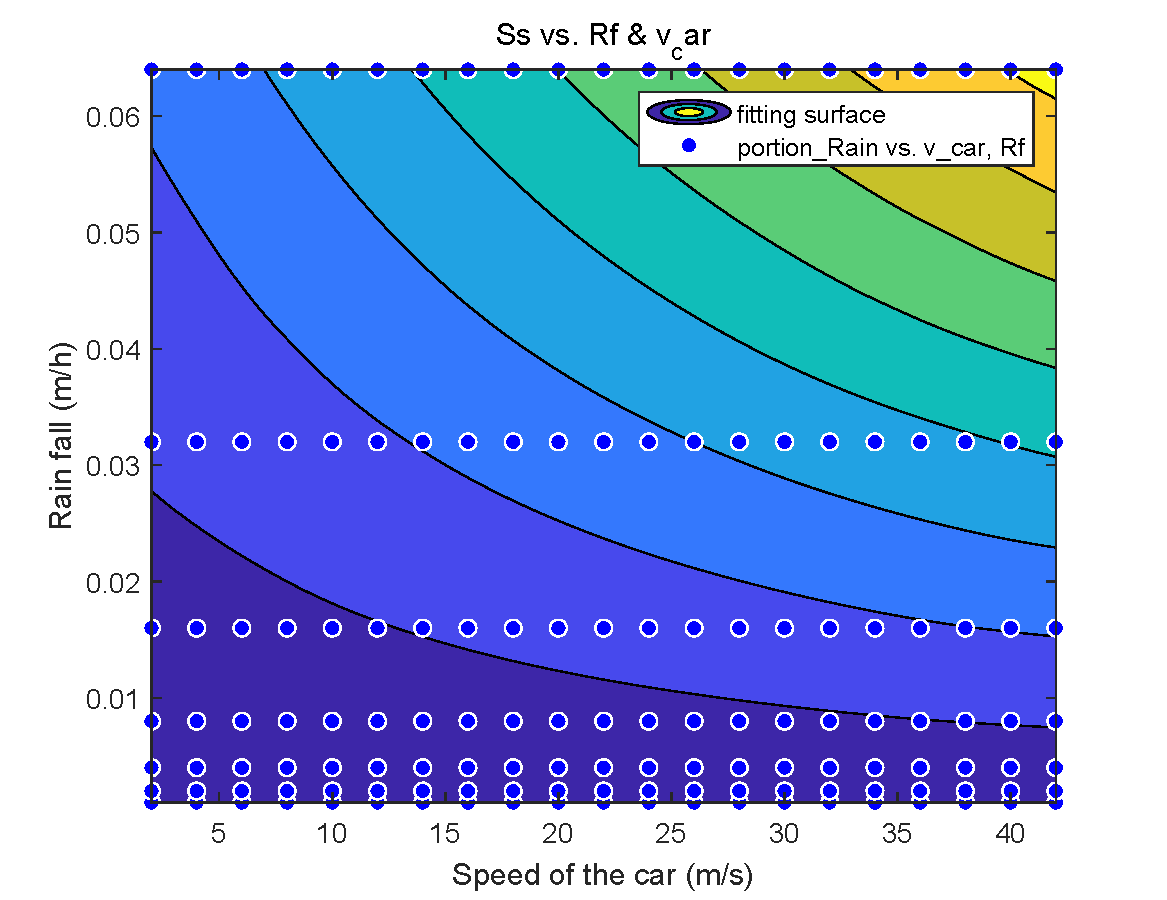 Ss vs. Rf & v_car
fitting surface
portion_Rain vs. v_car, Rf
Rain fall (m/h)
0.06
0.05
0.04
0.03
0.02
0.01
5 10 15 20 25 30 35 40
Speed of the car (m/s)